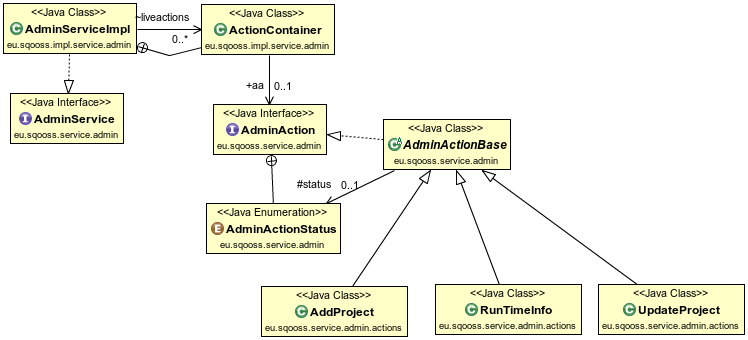 <<Java Class>>
AdminServiceImpl
eu.sqooss.impl.service.admin
~liveactions
0..*
<<Java Class>>
ActionContainer
eu.sqooss.impl.service.admin
+aa
0..1
<<Java Interface>>
I AdminService
eu.sqooss.service.admin
<<Java Interface>>
I AdminAction
eu.sqooss.service.admin
<<Java Class>>
AdminActionBase
eu.sqooss.service.admin
#status
0..1
<<Java Enumeration>>
E AdminActionStatus
eu.sqooss.service.admin
<<Java Class>>
AddProject
eu.sqooss.service.admin.actions
<<Java Class>>
RunTimeInfo
eu.sqooss.service.admin.actions
<<Java Class>>
UpdateProject
eu.sqooss.service.admin.actions